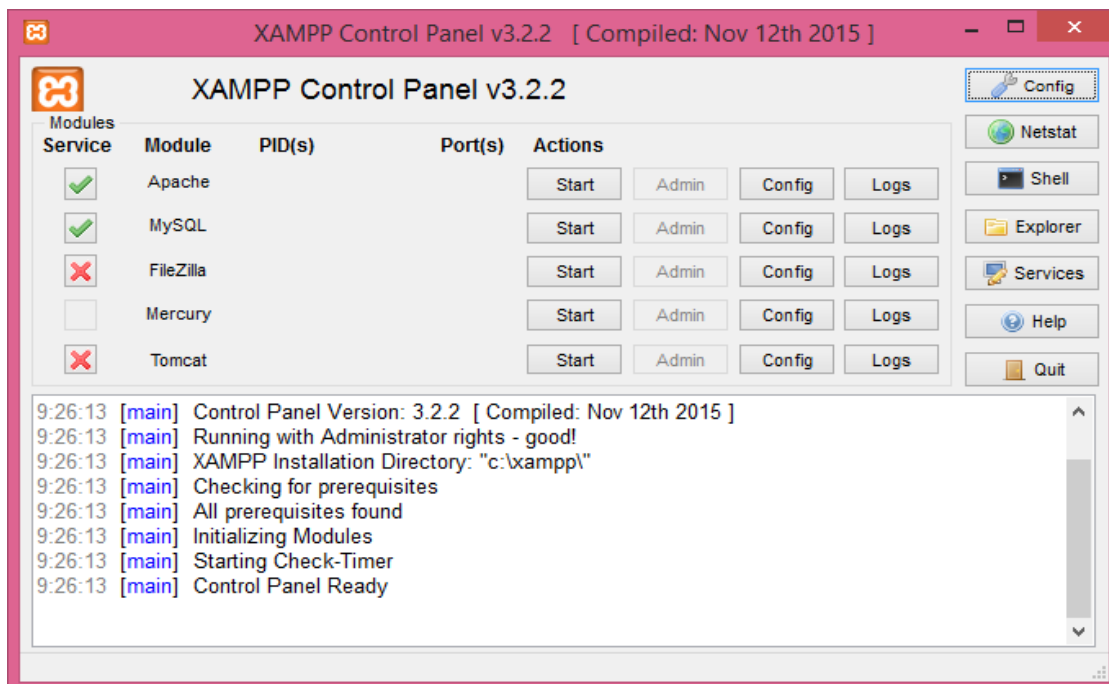 XAMPP Control Panel v3.2.2 [ Compiled: Nov 12th 2015 ]
XAMPP Control Panel v3.2.2
Config
Modules
Netstat
Service Module PID(s) Port(s) Actions
Apache Start Admin Config Logs
Shell
MySQL Start Admin Config Logs
Explorer
FileZilla Start Admin Config Logs
Services
Mercury Start Admin Config Logs
Help
Tomcat Start Admin Config Logs
Quit
9:26:13 [main] Control Panel Version: 3.2.2 [ Compiled: Nov 12th 2015 ]
9:26:13 [main] Running with Administrator rights - good!
9:26:13 [main] XAMPP Installation Directory: "c:\xampp\"
9:26:13 [main] Checking for prerequisites
9:26:13 [main] All prerequisites found
9:26:13 [main] Initializing Modules
9:26:13 [main] Starting Check-Timer
9:26:13 [main] Control Panel Ready